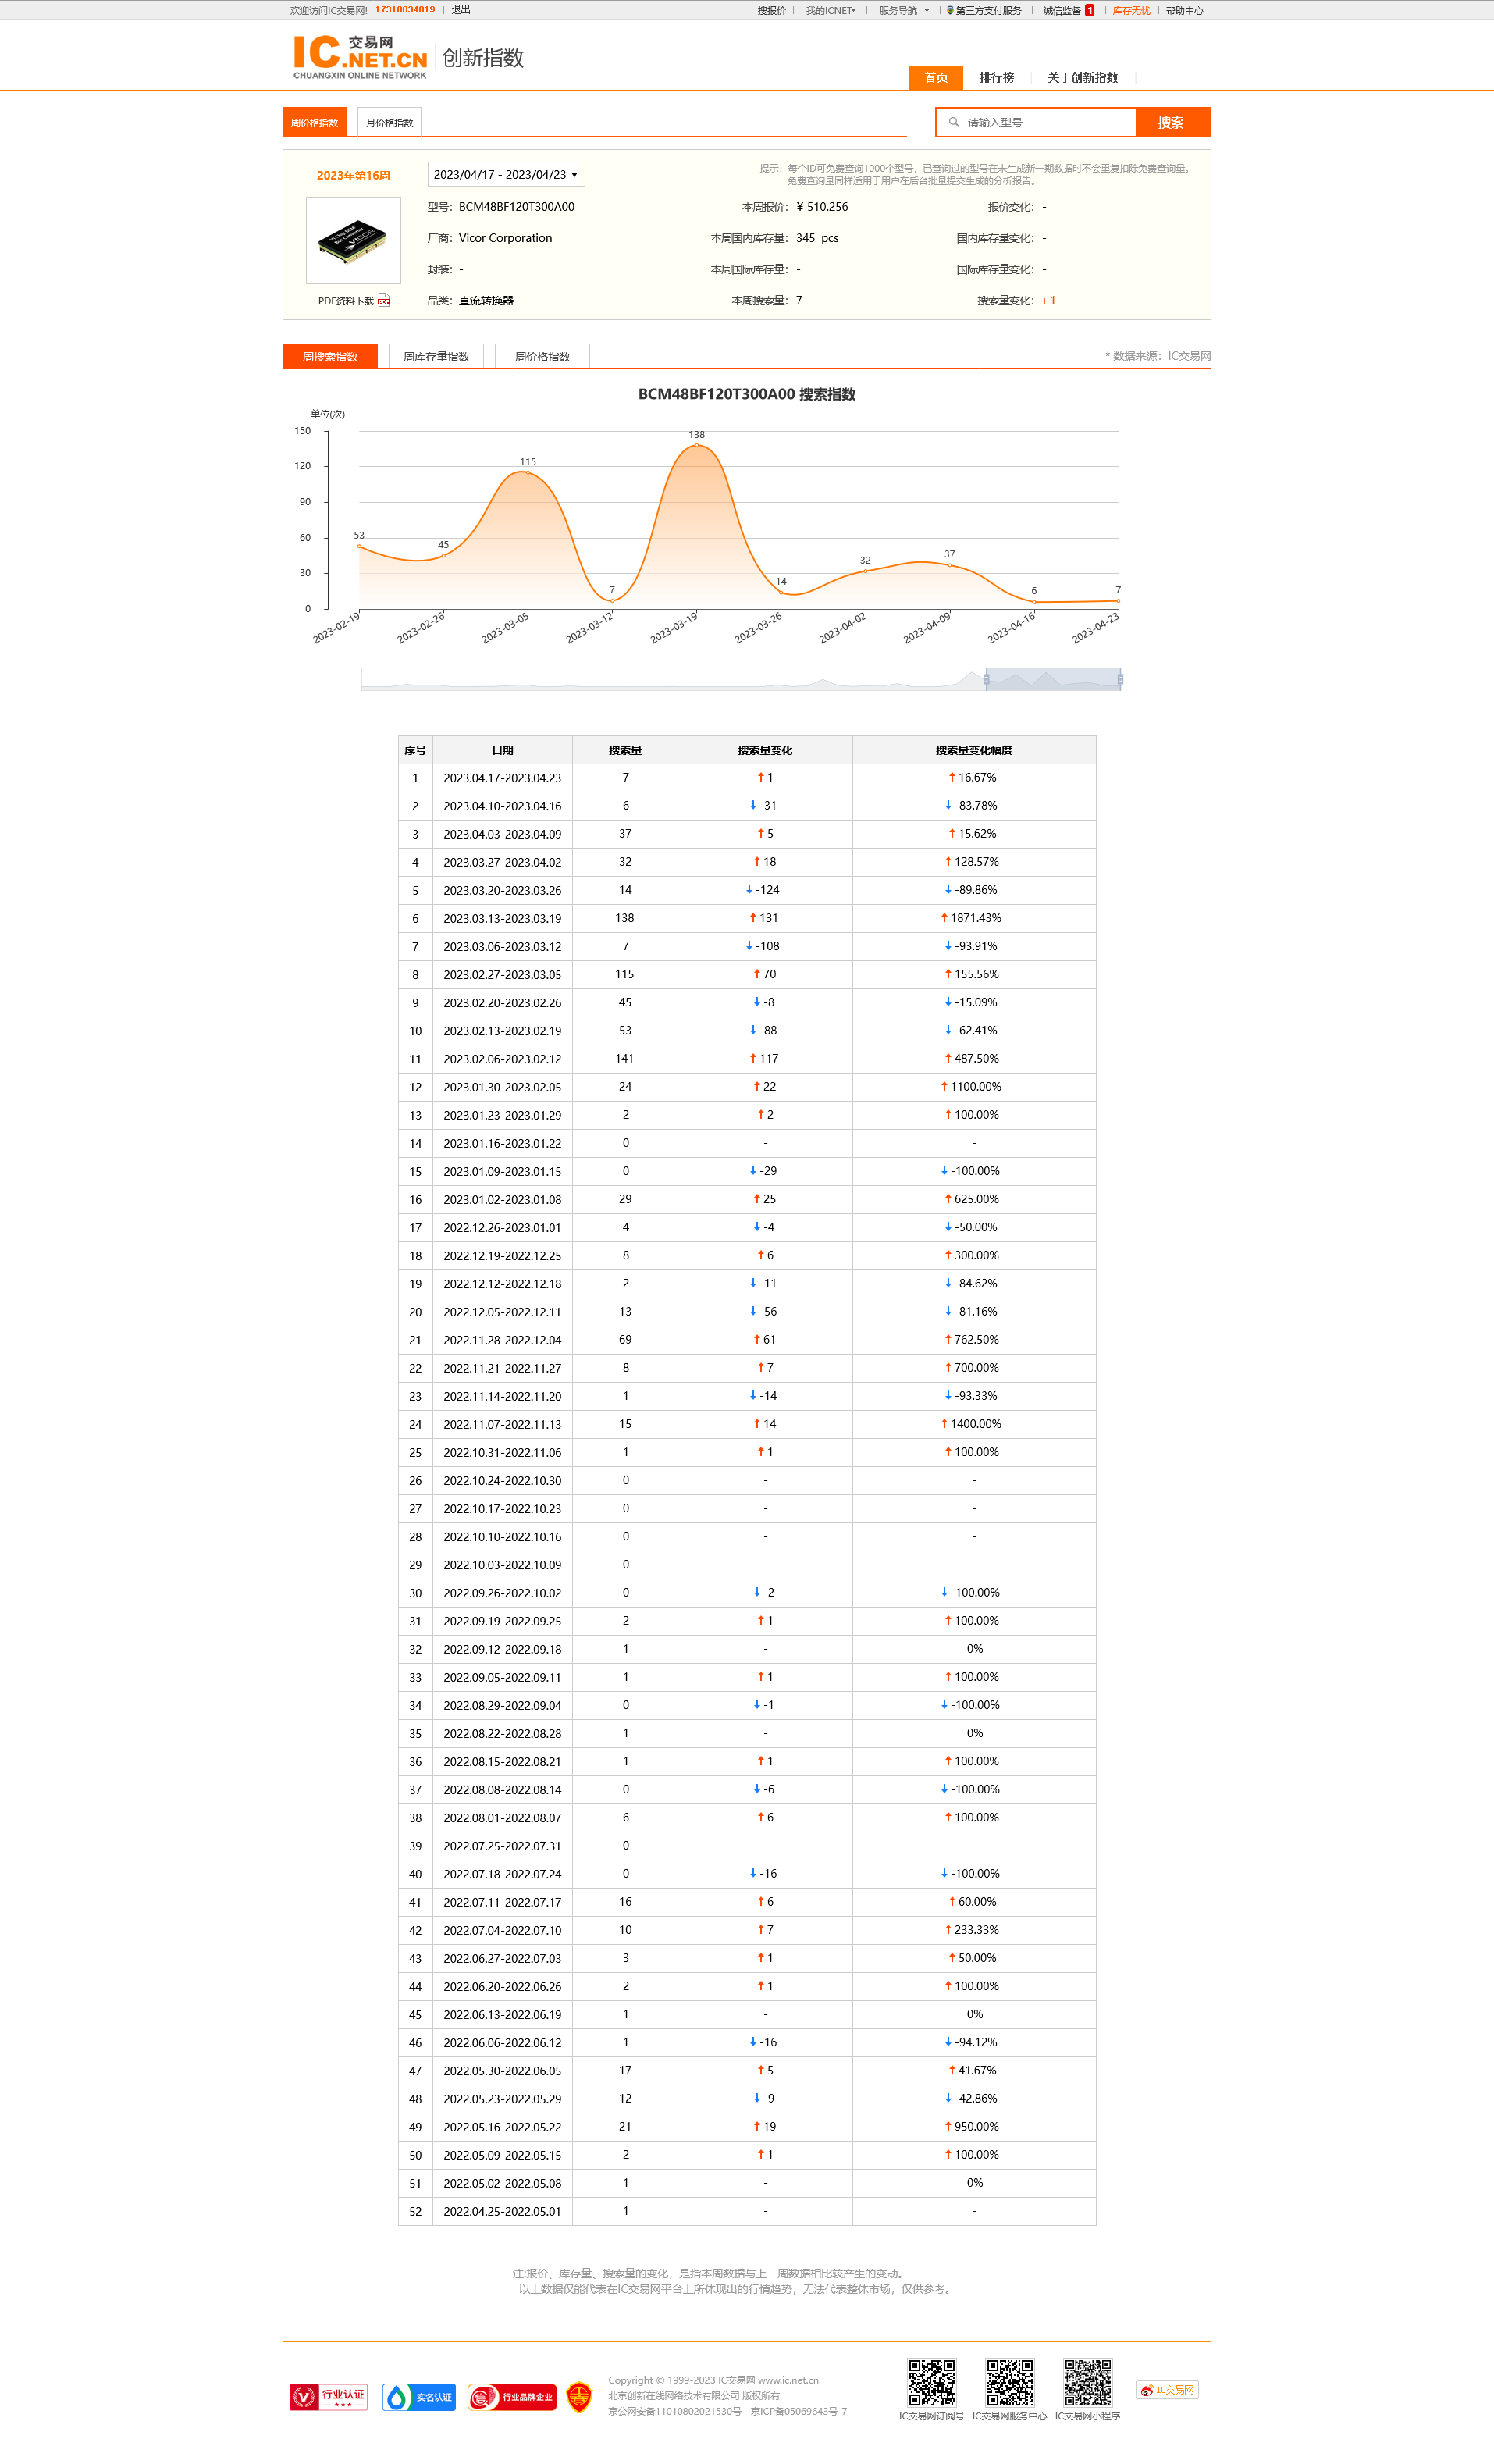 欢迎访问IC交易网! 17318034819 | 退出 搜报价 | 我的ICNET | 服务导航 | 第三方支付服务 | 诚信监督 1 | 库存无忧 | 帮助中心
IC交易网
.NET.CN
CHUANGXIN ONLINE NETWORK
创新指数
首页 排行榜 关于创新指数
周价格指数 月价格指数 请输入型号 搜索
2023年第16周 2023/04/17 - 2023/04/23
提示：每个ID可免费查询1000个型号，已查询过的型号在未生成新一期数据时不会重复扣除免费查询量。
免费查询量同样适用于用户在后台批量提交生成的分析报告。
型号：BCM48BF120T300A00 本周报价：¥ 510.256 报价变化：-
厂商：Vicor Corporation 本周国内库存量：345 pcs 国内库存量变化：-
封装：- 本周国际库存量：- 国际库存量变化：-
PDF资料下载 品类：直流转换器 本周搜索量：7 搜索量变化：+1
周搜索指数 周库存量指数 周价格指数 * 数据来源：IC交易网
BCM48BF120T300A00 搜索指数
单位(次)
150
120
90
60
30
0
53 45 115 7 138 14 32 37 6 7
2023-02-19 2023-02-26 2023-03-05 2023-03-12 2023-03-19 2023-03-26 2023-04-02 2023-04-09 2023-04-16 2023-04-23
序号 日期 搜索量 搜索量变化 搜索量变化幅度
1 2023.04.17-2023.04.23 7 ↑1 ↑16.67%
2 2023.04.10-2023.04.16 6 ↓-31 ↓-83.78%
3 2023.04.03-2023.04.09 37 ↑5 ↑15.62%
4 2023.03.27-2023.04.02 32 ↑18 ↑128.57%
5 2023.03.20-2023.03.26 14 ↓-124 ↓-89.86%
6 2023.03.13-2023.03.19 138 ↑131 ↑1871.43%
7 2023.03.06-2023.03.12 7 ↓-108 ↓-93.91%
8 2023.02.27-2023.03.05 115 ↑70 ↑155.56%
9 2023.02.20-2023.02.26 45 ↓-8 ↓-15.09%
10 2023.02.13-2023.02.19 53 ↓-88 ↓-62.41%
11 2023.02.06-2023.02.12 141 ↑117 ↑487.50%
12 2023.01.30-2023.02.05 24 ↑22 ↑1100.00%
13 2023.01.23-2023.01.29 2 ↑2 ↑100.00%
14 2023.01.16-2023.01.22 0 - -
15 2023.01.09-2023.01.15 0 ↓-29 ↓-100.00%
16 2023.01.02-2023.01.08 29 ↑25 ↑625.00%
17 2022.12.26-2023.01.01 4 ↓-4 ↓-50.00%
18 2022.12.19-2022.12.25 8 ↑6 ↑300.00%
19 2022.12.12-2022.12.18 2 ↓-11 ↓-84.62%
20 2022.12.05-2022.12.11 13 ↓-56 ↓-81.16%
21 2022.11.28-2022.12.04 69 ↑61 ↑762.50%
22 2022.11.21-2022.11.27 8 ↑7 ↑700.00%
23 2022.11.14-2022.11.20 1 ↓-14 ↓-93.33%
24 2022.11.07-2022.11.13 15 ↑14 ↑1400.00%
25 2022.10.31-2022.11.06 1 ↑1 ↑100.00%
26 2022.10.24-2022.10.30 0 - -
27 2022.10.17-2022.10.23 0 - -
28 2022.10.10-2022.10.16 0 - -
29 2022.10.03-2022.10.09 0 - -
30 2022.09.26-2022.10.02 0 ↓-2 ↓-100.00%
31 2022.09.19-2022.09.25 2 ↑1 ↑100.00%
32 2022.09.12-2022.09.18 1 - 0%
33 2022.09.05-2022.09.11 1 ↑1 ↑100.00%
34 2022.08.29-2022.09.04 0 ↓-1 ↓-100.00%
35 2022.08.22-2022.08.28 1 - 0%
36 2022.08.15-2022.08.21 1 ↑1 ↑100.00%
37 2022.08.08-2022.08.14 0 ↓-6 ↓-100.00%
38 2022.08.01-2022.08.07 6 ↑6 ↑100.00%
39 2022.07.25-2022.07.31 0 - -
40 2022.07.18-2022.07.24 0 ↓-16 ↓-100.00%
41 2022.07.11-2022.07.17 16 ↑6 ↑60.00%
42 2022.07.04-2022.07.10 10 ↑7 ↑233.33%
43 2022.06.27-2022.07.03 3 ↑1 ↑50.00%
44 2022.06.20-2022.06.26 2 ↑1 ↑100.00%
45 2022.06.13-2022.06.19 1 - 0%
46 2022.06.06-2022.06.12 1 ↓-16 ↓-94.12%
47 2022.05.30-2022.06.05 17 ↑5 ↑41.67%
48 2022.05.23-2022.05.29 12 ↓-9 ↓-42.86%
49 2022.05.16-2022.05.22 21 ↑19 ↑950.00%
50 2022.05.09-2022.05.15 2 ↑1 ↑100.00%
51 2022.05.02-2022.05.08 1 - 0%
52 2022.04.25-2022.05.01 1 - -
注:报价、库存量、搜索量的变化，是指本周数据与上一周数据相比较产生的变动。
以上数据仅能代表在IC交易网平台上所体现出的行情趋势，无法代表整体市场，仅供参考。
行业认证 实名认证 行业品牌企业
Copyright © 1999-2023 IC交易网 www.ic.net.cn
北京创新在线网络技术有限公司 版权所有
京公网安备11010802021530号 京ICP备05069643号-7
IC交易网订阅号 IC交易网服务中心 IC交易网小程序
IC交易网